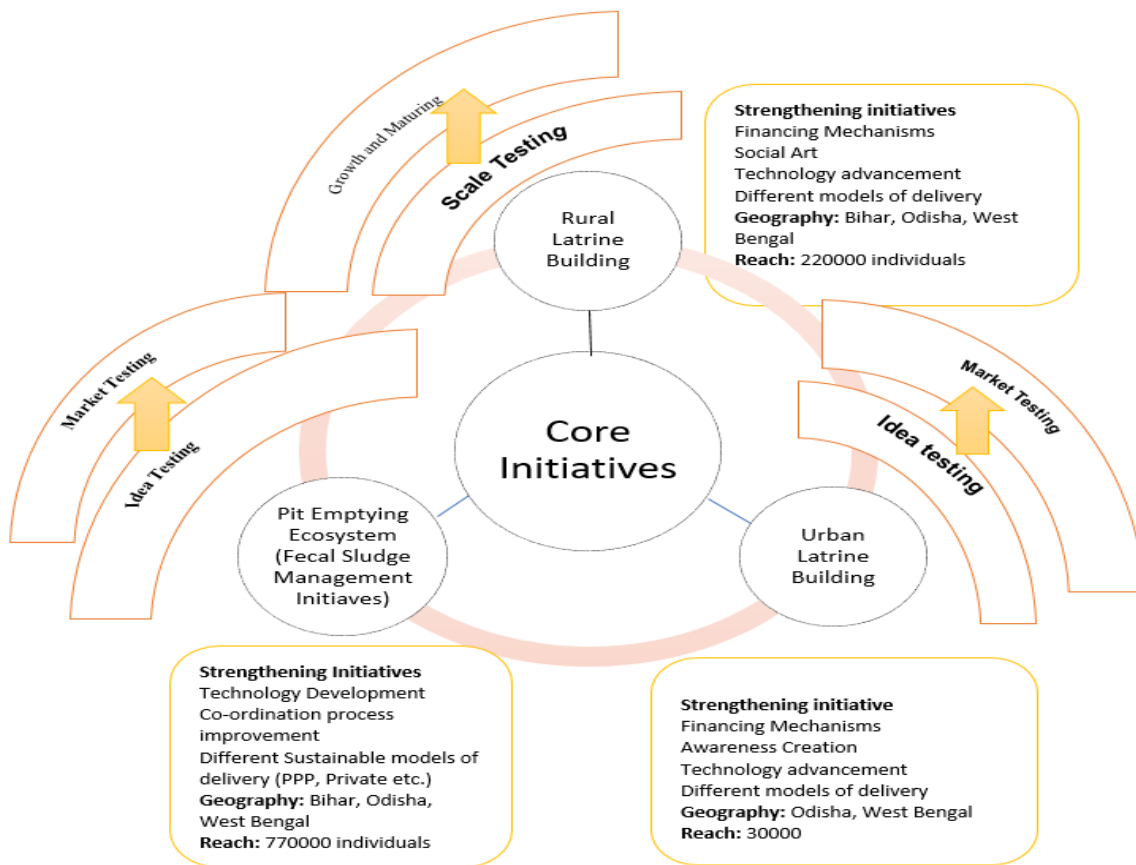 Growth and Maturing
Scale Testing
Strengthening initiatives
Financing Mechanisms
Social Art
Technology advancement
Different models of delivery
Geography: Bihar, Odisha, West
Bengal
Reach: 220000 individuals
Rural
Latrine
Building
Market Testing
Idea Testing
Core
Initiatives
Market Testing
Idea testing
Pit Emptying
Ecosystem
(Fecal Sludge
Management
Initiaves)
Urban
Latrine
Building
Strengthening Initiatives
Technology Development
Co-ordination process
improvement
Different Sustainable models of
delivery (PPP, Private etc.)
Geography: Bihar, Odisha,
West Bengal
Reach: 770000 individuals
Strengthening initiative
Financing Mechanisms
Awareness Creation
Technology advancement
Different models of delivery
Geography: Odisha, West Bengal
Reach: 30000